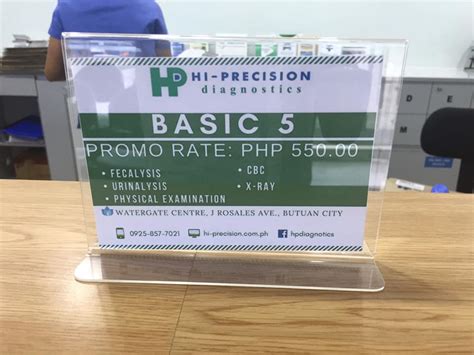 HP HI-PRECISION
diagnostics
BASIC 5
PROMO RATE: PHP 550.00
• FECALYSIS
• URINALYSIS
• PHYSICAL EXAMINATION
• CBC
• X-RAY
WATERGATE CENTRE, J ROSALES AVE., BUTUAN CITY
0925-857-7021 hi-precision.com.ph hpdiagnotics